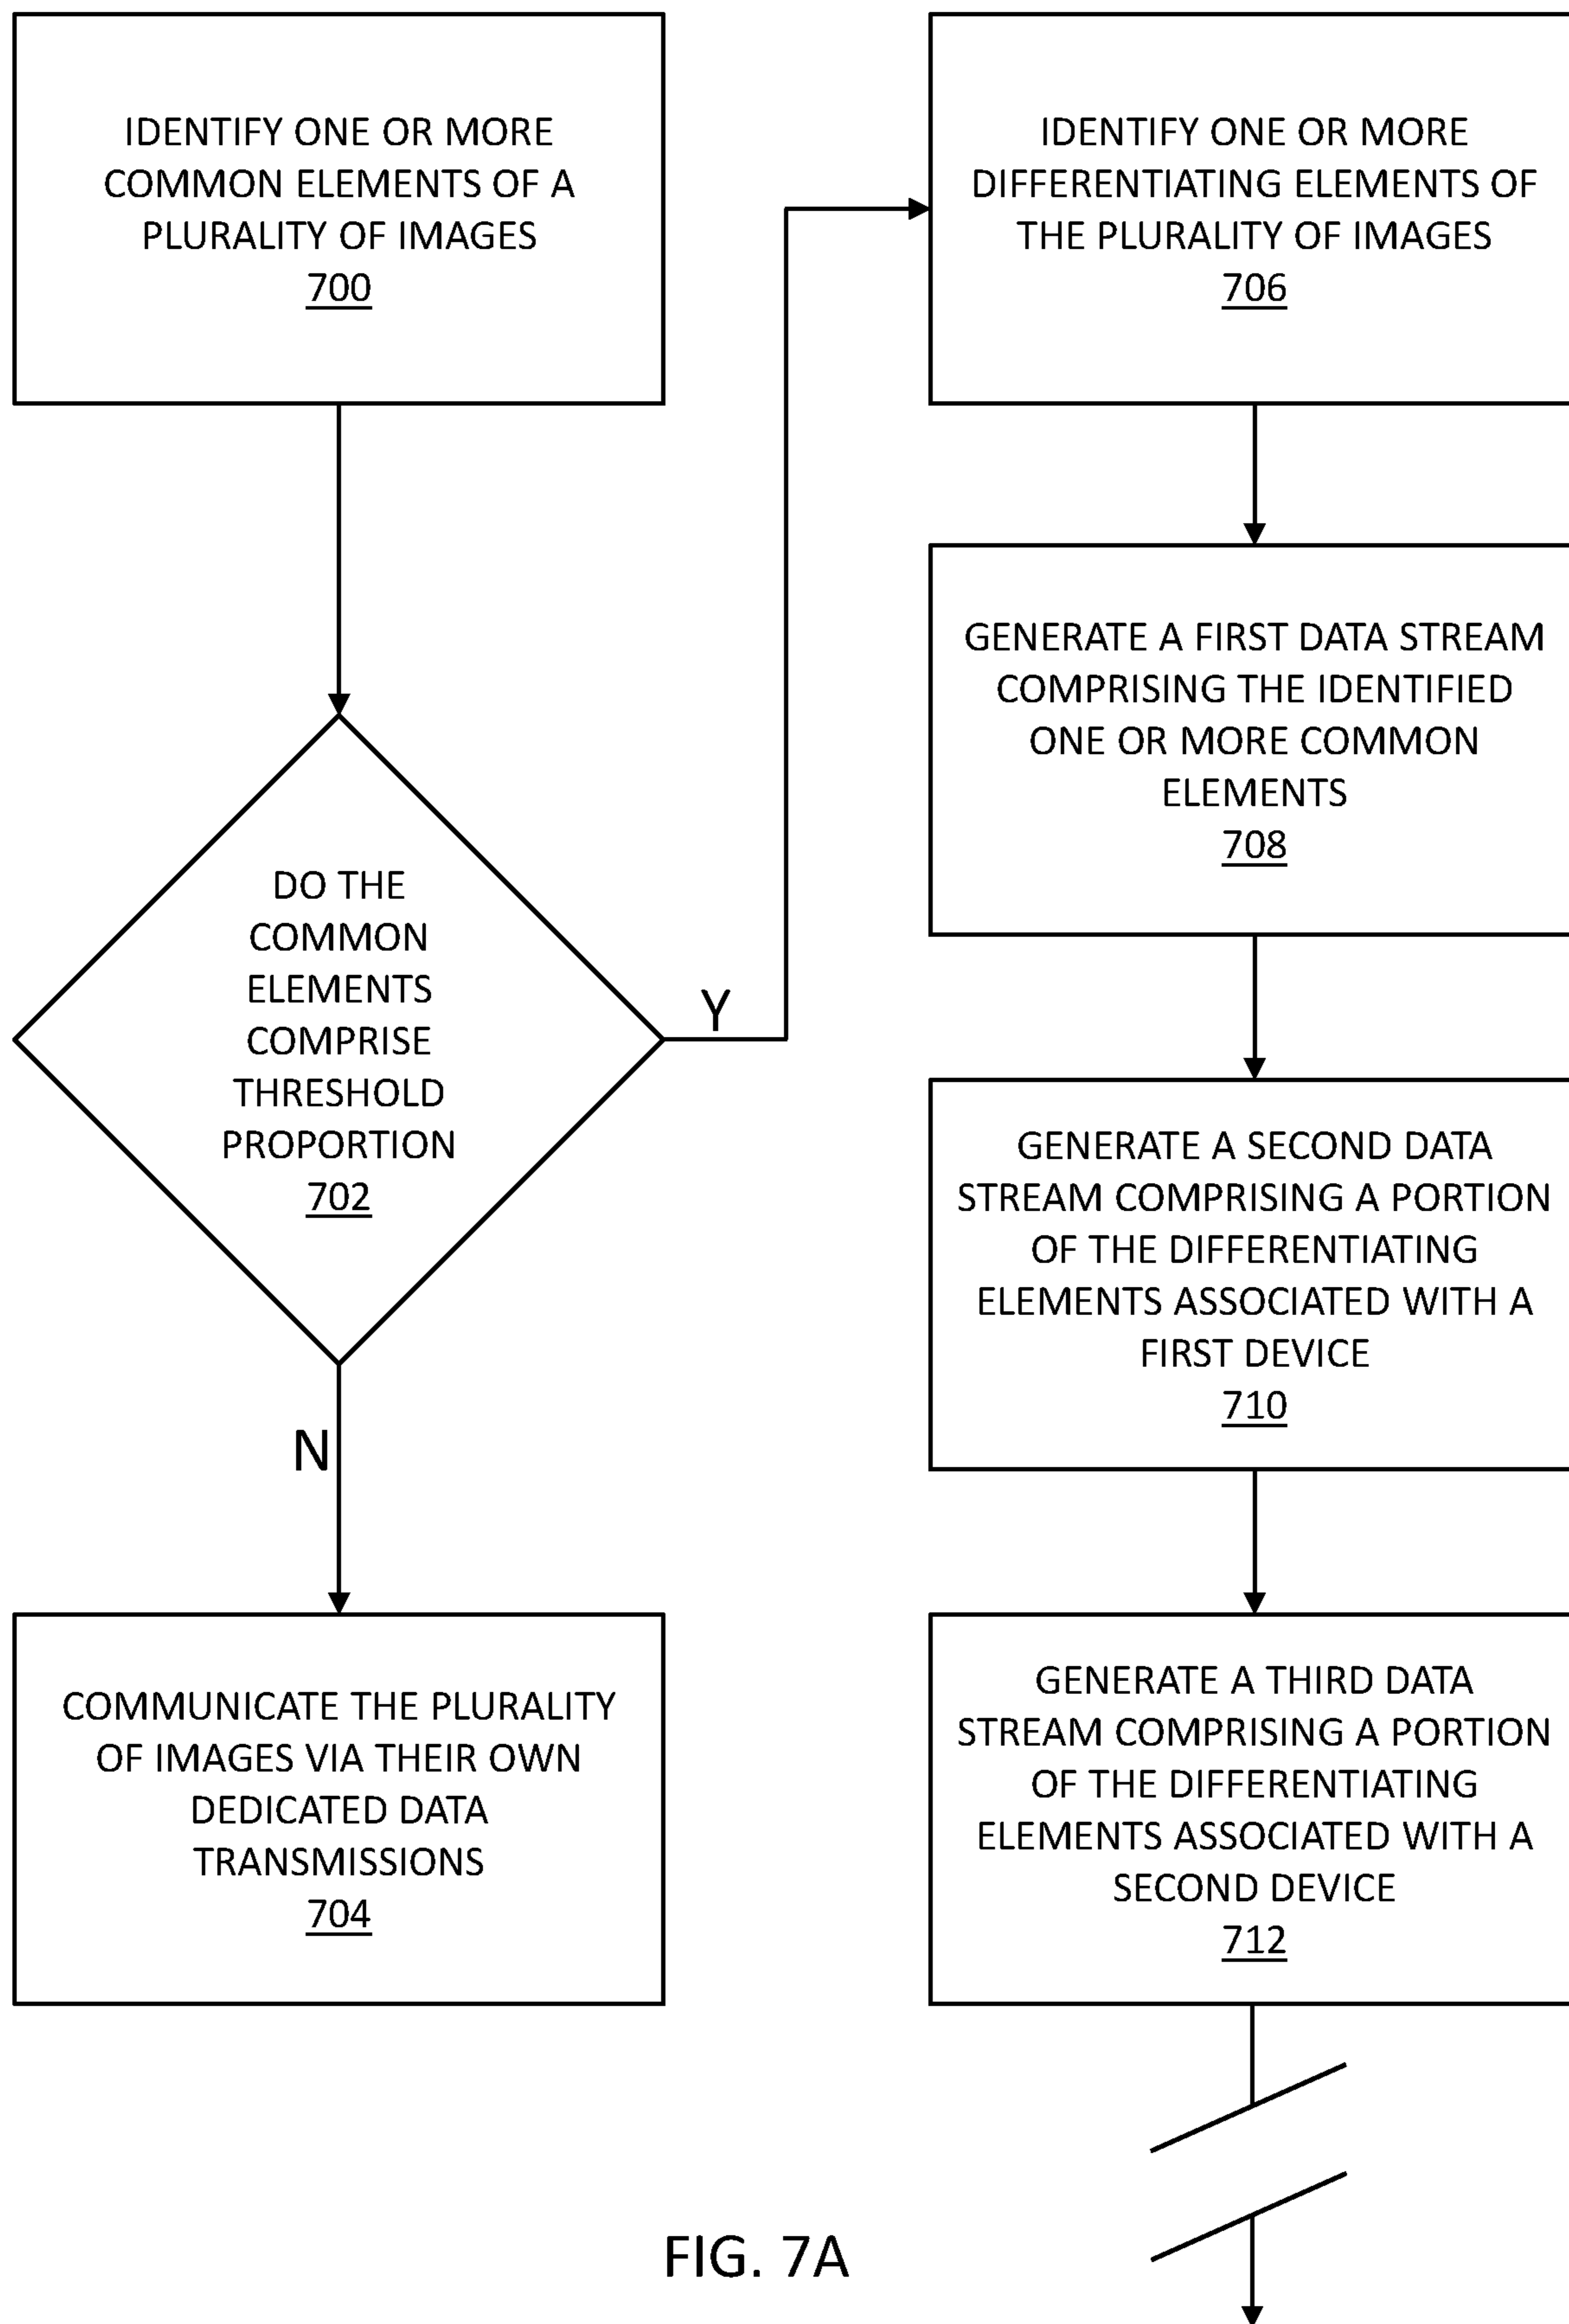 IDENTIFY ONE OR MORE
COMMON ELEMENTS OF A
PLURALITY OF IMAGES
700
DO THE
COMMON
ELEMENTS
COMPRISE
THRESHOLD
PROPORTION
702
Y
N
COMMUNICATE THE PLURALITY
OF IMAGES VIA THEIR OWN
DEDICATED DATA
TRANSMISSIONS
704
IDENTIFY ONE OR MORE
DIFFERENTIATING ELEMENTS OF
THE PLURALITY OF IMAGES
706
GENERATE A FIRST DATA STREAM
COMPRISING THE IDENTIFIED
ONE OR MORE COMMON
ELEMENTS
708
GENERATE A SECOND DATA
STREAM COMPRISING A PORTION
OF THE DIFFERENTIATING
ELEMENTS ASSOCIATED WITH A
FIRST DEVICE
710
GENERATE A THIRD DATA
STREAM COMPRISING A PORTION
OF THE DIFFERENTIATING
ELEMENTS ASSOCIATED WITH A
SECOND DEVICE
712
FIG. 7A